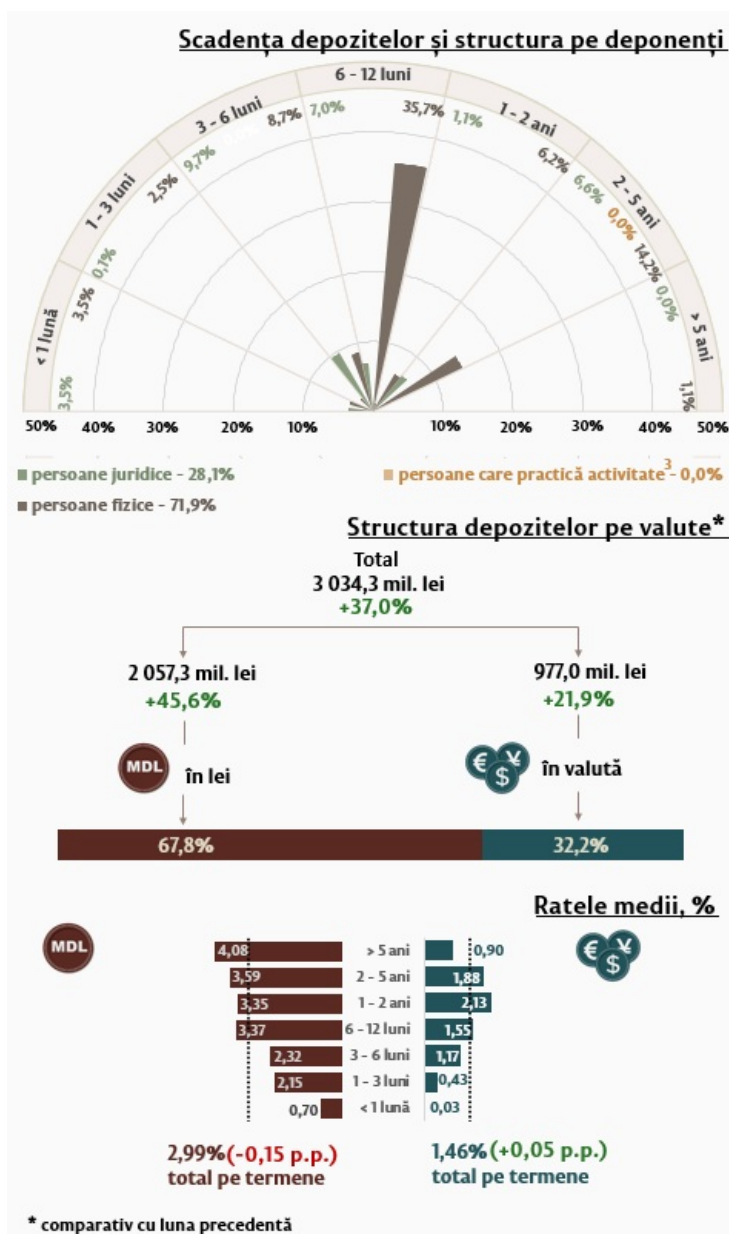 Scadența depozitelor și structura pe deponenți
6 - 12 luni
3 - 6 luni
1 - 2 ani
1 - 3 luni
2 - 5 ani
< 1 lună
> 5 ani
3,5%
3,5%
0,1%
2,5%
9,7%
8,7%
7,0%
35,7%
1,1%
6,2%
6,6%
0,0%
14,2%
0,0%
1,1%
50% 40% 30% 20% 10% 10% 20% 30% 40% 50%
persoane juridice - 28,1%
persoane care practică activitate³ - 0,0%
persoane fizice - 71,9%
Structura depozitelor pe valute*
Total
3 034,3 mil. lei
+37,0%
2 057,3 mil. lei 977,0 mil. lei
+45,6% +21,9%
MDL în lei € ¥ $ în valută
67,8% 32,2%
Ratele medii, %
MDL € ¥ $
4,08 > 5 ani 0,90
3,59 2 - 5 ani 1,88
3,35 1 - 2 ani 2,13
3,37 6 - 12 luni 1,55
2,32 3 - 6 luni 1,17
2,15 1 - 3 luni 0,43
0,70 < 1 lună 0,03
2,99% (-0,15 p.p.) 1,46% (+0,05 p.p.)
total pe termene total pe termene
* comparativ cu luna precedentă